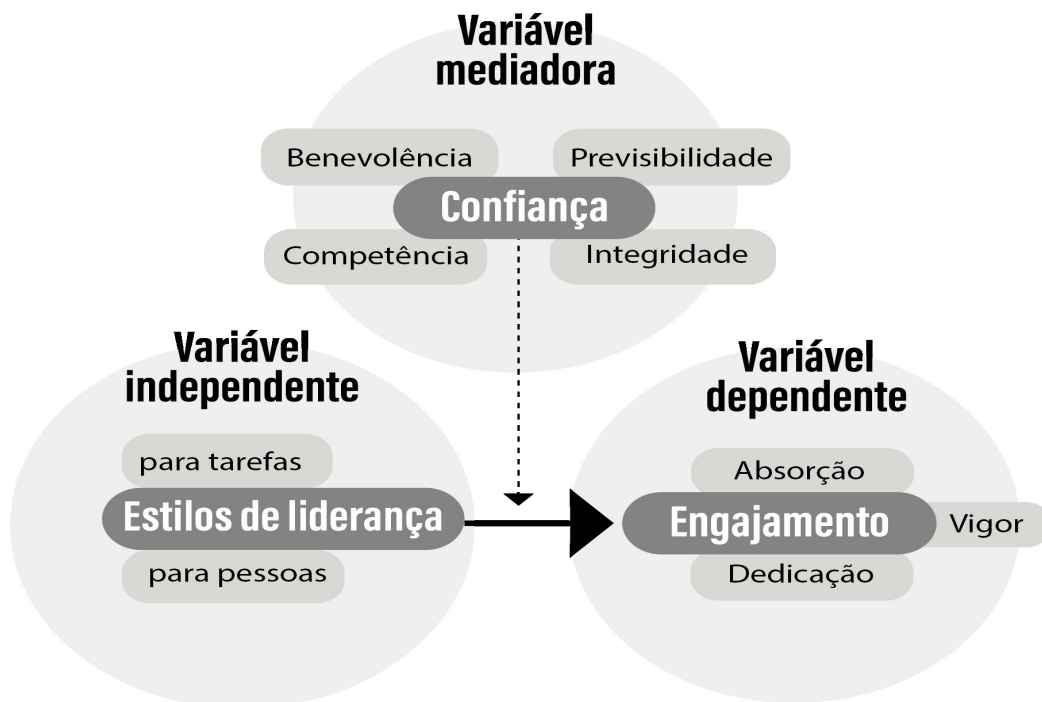 Variável
mediadora
Benevolência
Previsibilidade
Confiança
Competência
Integridade
Variável
independente
para tarefas
Estilos de liderança
para pessoas
Variável
dependente
Absorção
Engajamento
Vigor
Dedicação